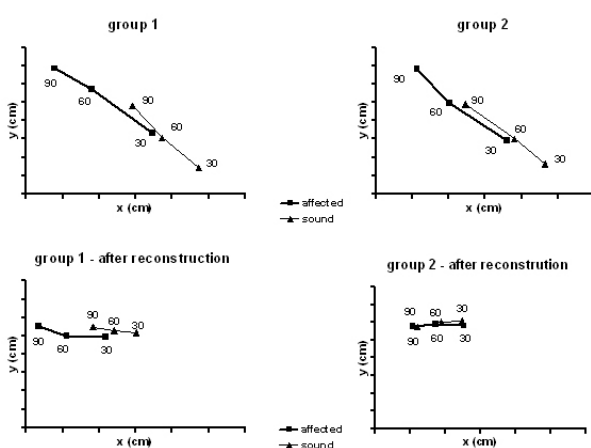 group 1
90
60
90
60
30
30
y (cm)
x (cm)
group 2
90
60
90
60
30
30
y (cm)
x (cm)
affected
sound
group 1 - after reconstruction
90
60
30
90
60
30
y (cm)
x (cm)
group 2 - after reconstrution
60
30
90
60
30
y (cm)
x (cm)
affected
sound